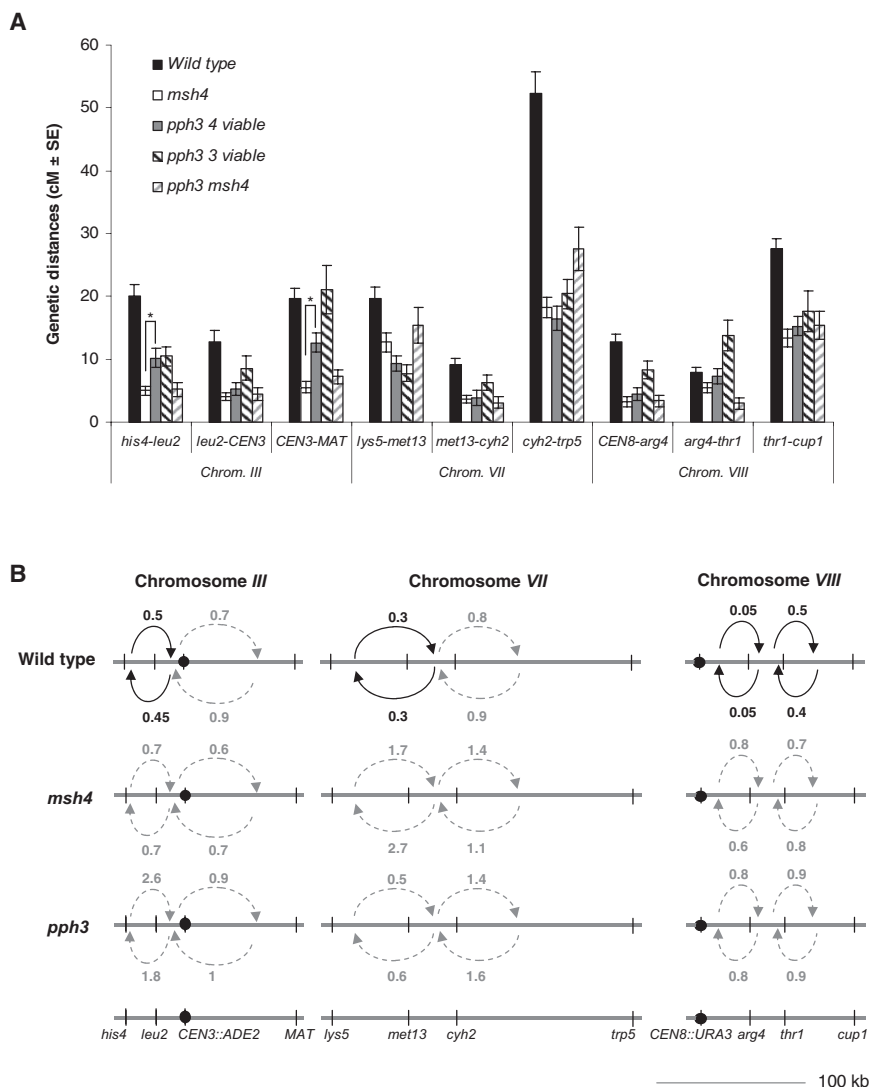 A
Genetic distances (cM ± SE)
60
50
40
30
20
10
0
Wild type
msh4
pph3 4 viable
pph3 3 viable
pph3 msh4
* *
his4-leu2 leu2-CEN3 CEN3-MAT lys5-met13 met13-cyh2 cyh2-trp5 CEN8-arg4 arg4-thr1 thr1-cup1
Chrom. III Chrom. VII Chrom. VIII
B
Chromosome III Chromosome VII Chromosome VIII
0.5 0.7 0.3 0.8 0.05 0.5
Wild type
0.45 0.9 0.3 0.9 0.05 0.4
0.7 0.6 1.7 1.4 0.8 0.7
msh4
0.7 0.7 2.7 1.1 0.6 0.8
2.6 0.9 0.5 1.4 0.8 0.9
pph3
1.8 1 0.6 1.6 0.8 0.9
his4 leu2 CEN3::ADE2 MAT lys5 met13 cyh2 trp5 CEN8::URA3 arg4 thr1 cup1
100 kb